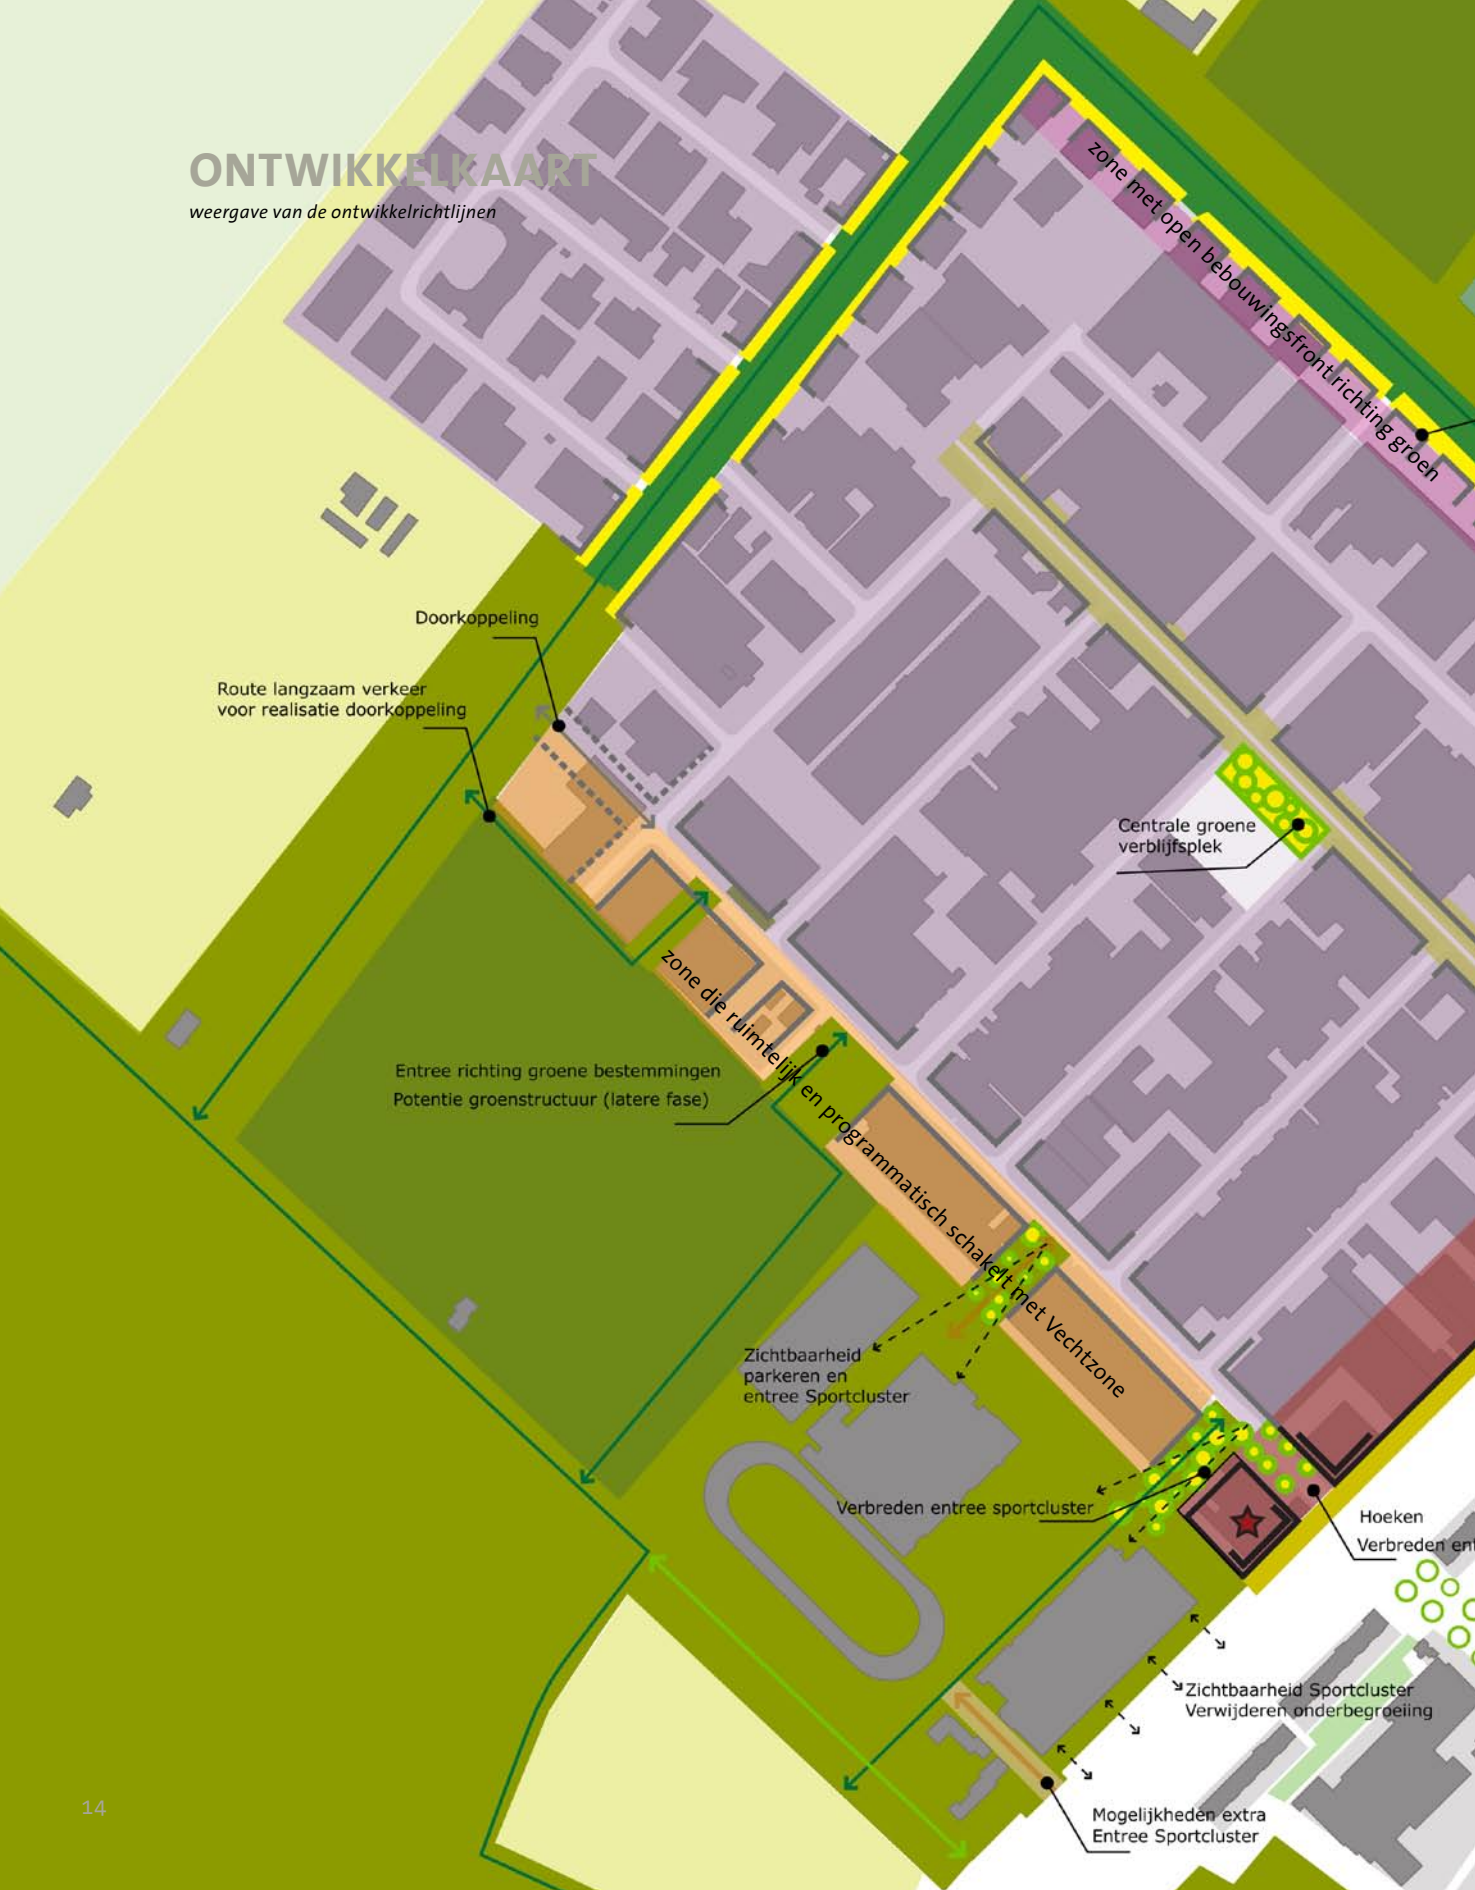 ONTWIKKELKAART
weergave van de ontwikkelrichtlijnen
zone met open bebouwingsfront richting groen
Doorkoppeling
Route langzaam verkeer
voor realisatie doorkoppeling
Centrale groene
verblijfsplek
zone die ruimtelijk en programmatisch schakelt met Vechtzone
Entree richting groene bestemmingen
Potentie groenstructuur (latere fase)
Zichtbaarheid
parkeren en
entree Sportcluster
Verbreden entree sportcluster
Hoeken
Verbreden ent
Zichtbaarheid Sportcluster
Verwijderen onderbegroeiing
Mogelijkheden extra
Entree Sportcluster
14